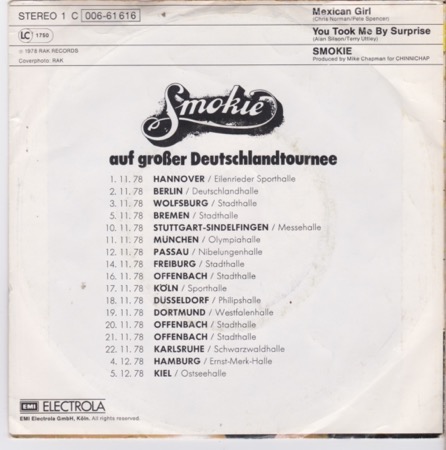 STEREO 1 C 006-61 616
Mexican Girl
(Chris Norman/Pete Spencer)
You Took Me By Surprise
(Alan Silson/Terry Uttley)
SMOKIE
Produced by Mike Chapman for CHINNICHAP
LC 1750
℗ 1978 RAK RECORDS
Coverphoto: RAK
Smokie
auf großer Deutschlandtournee
1. 11. 78 HANNOVER / Eilenrieder Sporthalle
2. 11. 78 BERLIN / Deutschlandhalle
3. 11. 78 WOLFSBURG / Stadthalle
5. 11. 78 BREMEN / Stadthalle
10. 11. 78 STUTTGART-SINDELFINGEN / Messehalle
11. 11. 78 MÜNCHEN / Olympiahalle
12. 11. 78 PASSAU / Nibelungenhalle
14. 11. 78 FREIBURG / Stadthalle
16. 11. 78 OFFENBACH / Stadthalle
17. 11. 78 KÖLN / Sporthalle
18. 11. 78 DÜSSELDORF / Philipshalle
19. 11. 78 DORTMUND / Westfalenhalle
20. 11. 78 OFFENBACH / Stadthalle
21. 11. 78 OFFENBACH / Stadthalle
22. 11. 78 KARLSRUHE / Schwarzwaldhalle
4. 12. 78 HAMBURG / Ernst-Merk-Halle
5. 12. 78 KIEL / Ostseehalle
EMI ELECTROLA
EMI Electrola GmbH, Köln. All rights reserved.